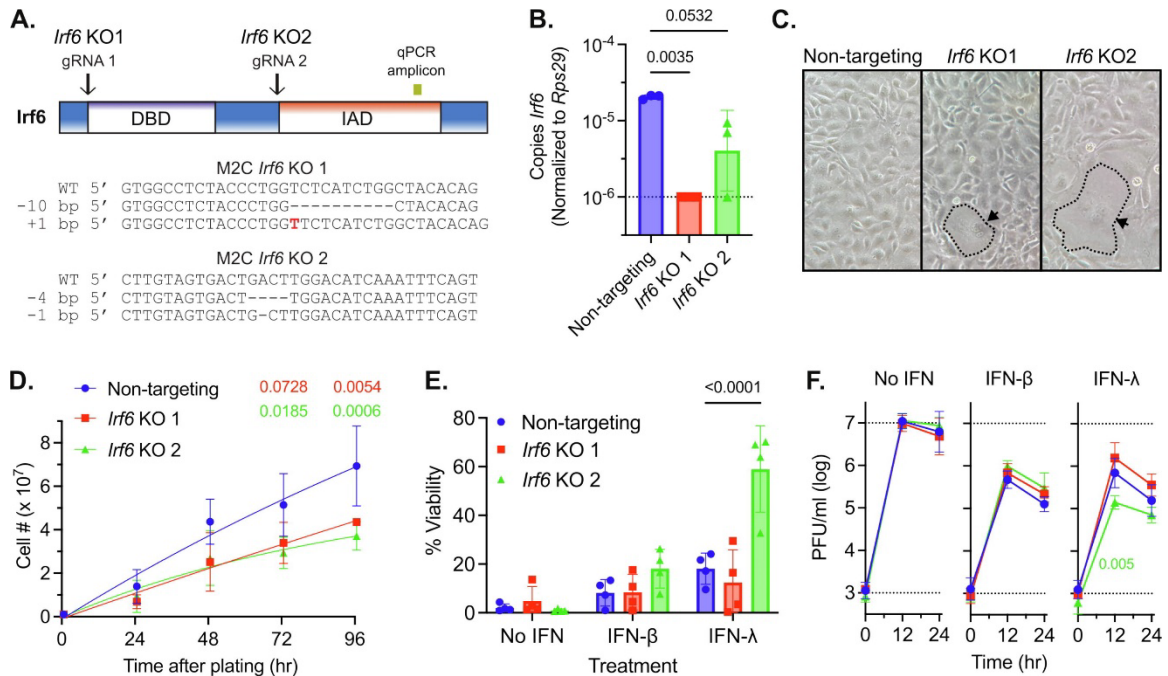 A.
Irf6 KO1
gRNA 1
Irf6 KO2
gRNA 2
qPCR
amplicon
Irf6
DBD
IAD
M2C Irf6 KO 1
WT 5’ GTGGCCTCTACCCTGGTCTCATCTGGCTACACAG
-10 bp 5’ GTGGCCTCTACCCTGG----------CTACACAG
+1 bp 5’ GTGGCCTCTACCCTGGTTCTCATCTGGCTACACAG
M2C Irf6 KO 2
WT 5’ CTTGTAGTGACTGACTTGGACATCAAATTTCAGT
-4 bp 5’ CTTGTAGTGACT----TGGACATCAAATTTCAGT
-1 bp 5’ CTTGTAGTGACTG-CTTGGACATCAAATTTCAGT
B.
0.0532
0.0035
Copies Irf6
(Normalized to Rps29)
10-4
10-5
10-6
Non-targeting
Irf6 KO 1
Irf6 KO 2
C.
Non-targeting
Irf6 KO1
Irf6 KO2
D.
Non-targeting
Irf6 KO 1
Irf6 KO 2
0.0728 0.0054
0.0185 0.0006
Cell # (x 10⁷)
8
6
4
2
0
0 24 48 72 96
Time after plating (hr)
E.
<0.0001
Non-targeting
Irf6 KO 1
Irf6 KO 2
% Viability
80
60
40
20
0
No IFN
IFN-β
IFN-λ
Treatment
F.
No IFN
IFN-β
IFN-λ
PFU/ml (log)
7
6
5
4
3
0.005
0 12 24
0 12 24
0 12 24
Time (hr)